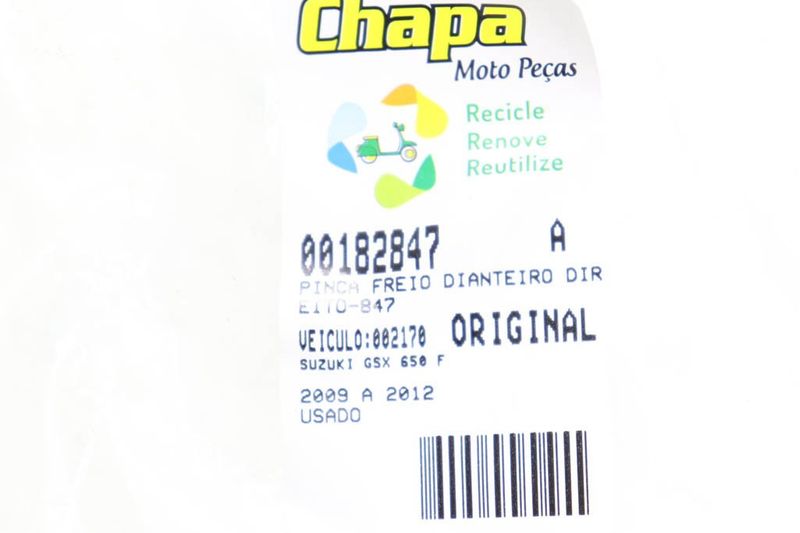 Chapa
Moto Peças
Recicle
Renove
Reutilize
00182847 A
PINCA FREIO DIANTEIRO DIR
EITO-847
VEICULO:002170 ORIGINAL
SUZUKI GSX 650 F
2009 A 2012
USADO